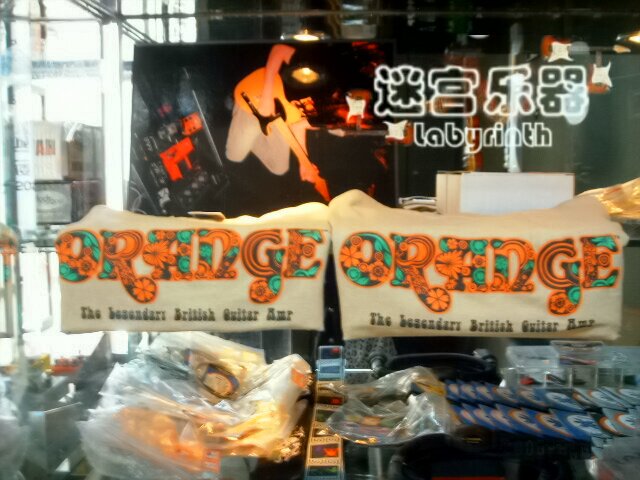 迷宫乐器
Labyrinth
ORANGE
The Legendary British Guitar Amp
ORANGE
The Legendary British Guitar Amp